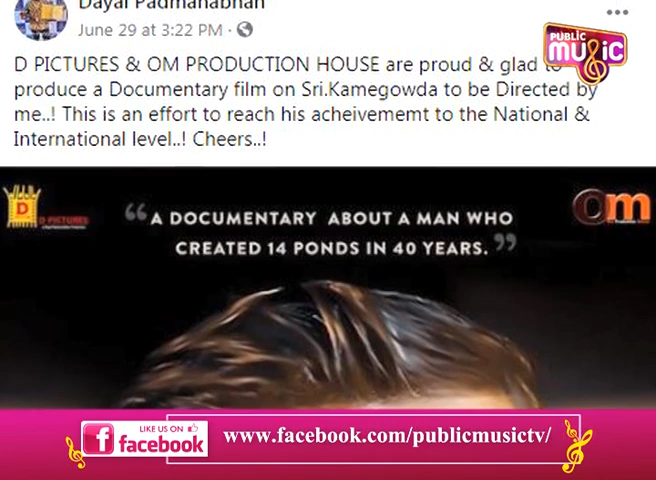 Dayal Padmanabhan
June 29 at 3:22 PM ·
PUBLIC
music
D PICTURES & OM PRODUCTION HOUSE are proud & glad to
produce a Documentary film on Sri.Kamegowda to be Directed by
me..! This is an effort to reach his acheivememt to the National &
International level..! Cheers..!
D
D PICTURES
Om
“A DOCUMENTARY ABOUT A MAN WHO
CREATED 14 PONDS IN 40 YEARS.”
LIKE US ON
f facebook
www.facebook.com/publicmusictv/